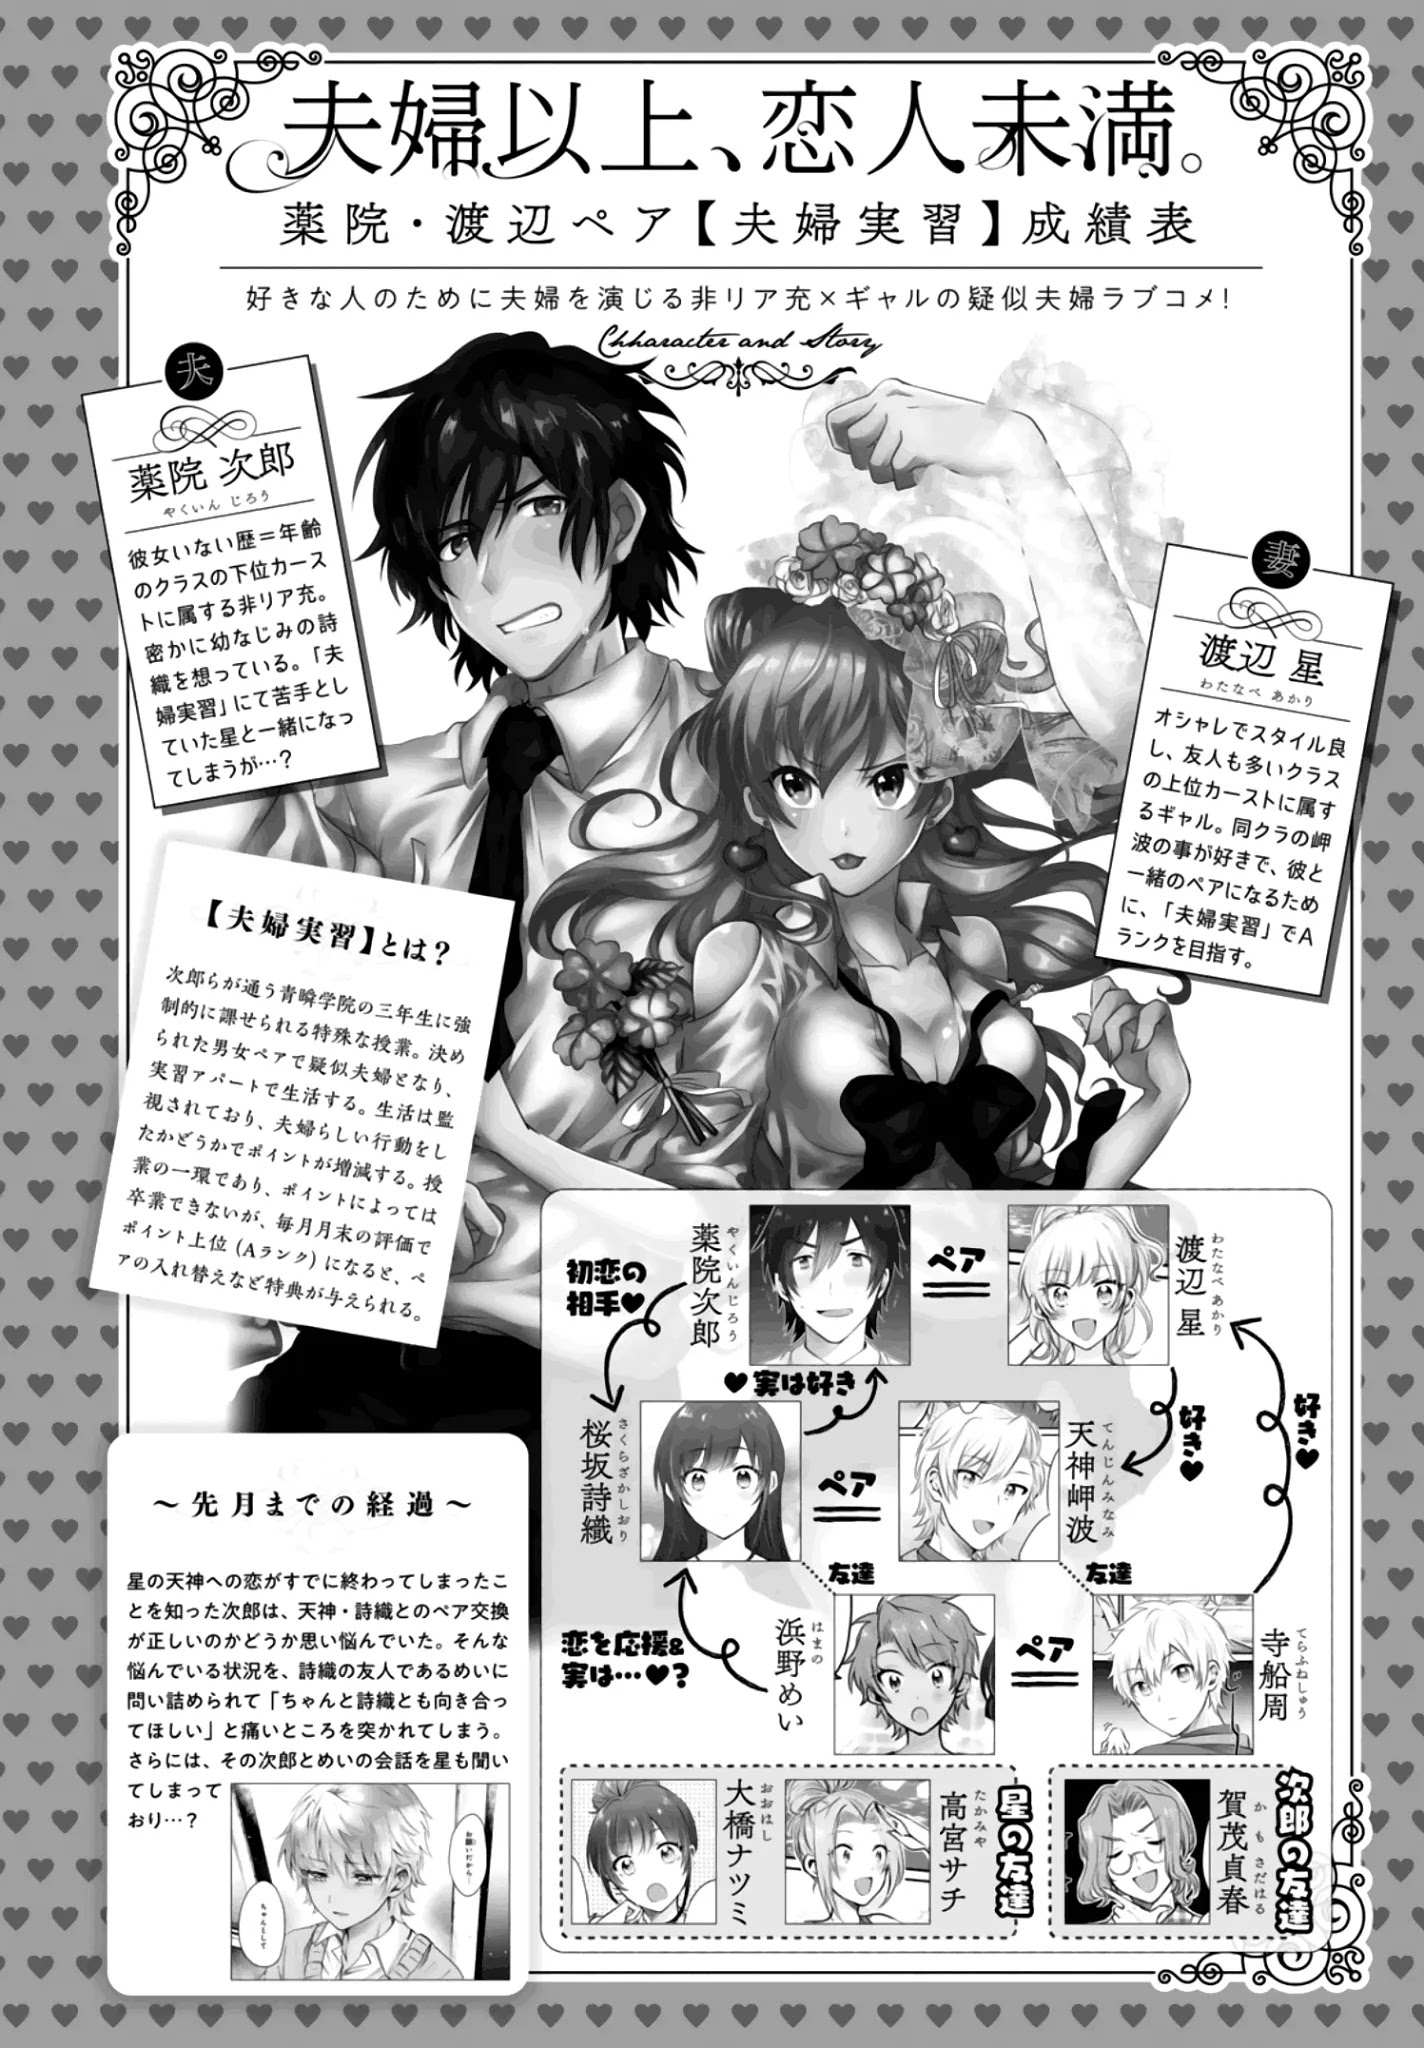 夫婦以上、恋人未満。
薬院・渡辺ペア【夫婦実習】成績表
好きな人のために夫婦を演じる非リア充×ギャルの疑似夫婦ラブコメ!
Chharacter and Story
夫
薬院 次郎
やくいん じろう
彼女いない歴＝年齢
のクラスの下位カース
トに属する非リア充。
密かに幼なじみの詩
織を想っている。「夫
婦実習」にて苦手とし
ていた星と一緒になっ
てしまうが…?
妻
渡辺 星
わたなべ あかり
オシャレでスタイル良
し、友人も多いクラス
の上位カーストに属す
るギャル。同クラの岬
波の事が好きで、彼と
一緒のペアになるため
に、「夫婦実習」でA
ランクを目指す。
【夫婦実習】とは?
次郎らが通う青瞬学院の三年生に強
制的に課せられる特殊な授業。決め
られた男女ペアで疑似夫婦となり、
実習アパートで生活する。生活は監
視されており、夫婦らしい行動をし
たかどうかでポイントが増減する。授
業の一環であり、ポイントによっては
卒業できないが、毎月月末の評価で
ポイント上位(Aランク)になると、ペ
アの入れ替えなど特典が与えられる。
初恋の
相手♥
薬院次郎
やくいんじろう
ペア
渡辺 星
わたなべ あかり
♥実は好き
好き♥
好き♥
桜坂詩織
さくらざかしおり
ペア
天神岬波
てんじんみなみ
友達
友達
恋を応援&
実は…♥?
浜野めい
はまの
ペア
寺船周
てらふねしゅう
大橋ナツミ
おおはし
高宮サチ
たかみや
星の友達
賀茂貞春
かもさだはる
次郎の友達
～先月までの経過～
星の天神への恋がすでに終わってしまったこ
とを知った次郎は、天神・詩織とのペア交換
が正しいのかどうか思い悩んでいた。そんな
悩んでいる状況を、詩織の友人であるめいに
問い詰められて「ちゃんと詩織とも向き合っ
てほしい」と痛いところを突かれてしまう。
さらには、その次郎とめいの会話を星も聞い
てしまって
おり…?
お願いだから…
ちゃんとして